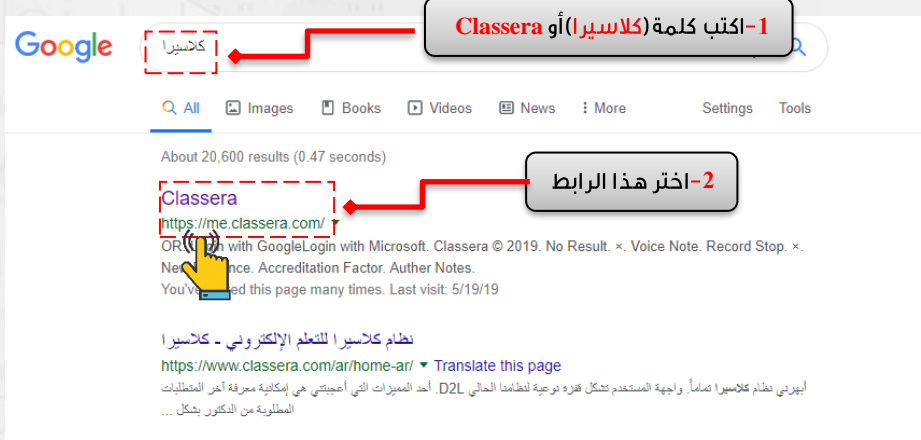 1-اكتب كلمة (كلاسيرا) أو Classera
Google
كلاسيرا
All Images Books Videos News More Settings Tools
About 20,600 results (0.47 seconds)
2-اختر هذا الرابط
Classera
https://me.classera.com/
OR with GoogleLogin with Microsoft. Classera © 2019. No Result. ×. Voice Note. Record Stop. ×.
nce. Accreditation Factor. Auther Notes.
You've ed this page many times. Last visit: 5/19/19
نظام كلاسيرا للتعلم الإلكتروني - كلاسيرا
https://www.classera.com/ar/home-ar/ Translate this page
أبهرني نظام كلاسيرا تماماً. واجهة المستخدم تشكل قفزة نوعية لنظامنا الحالي D2L. أحد المميزات التي أعجبتني هي إمكانية معرفة آخر المتطلبات
المطلوبة من الدكتور بشكل ...